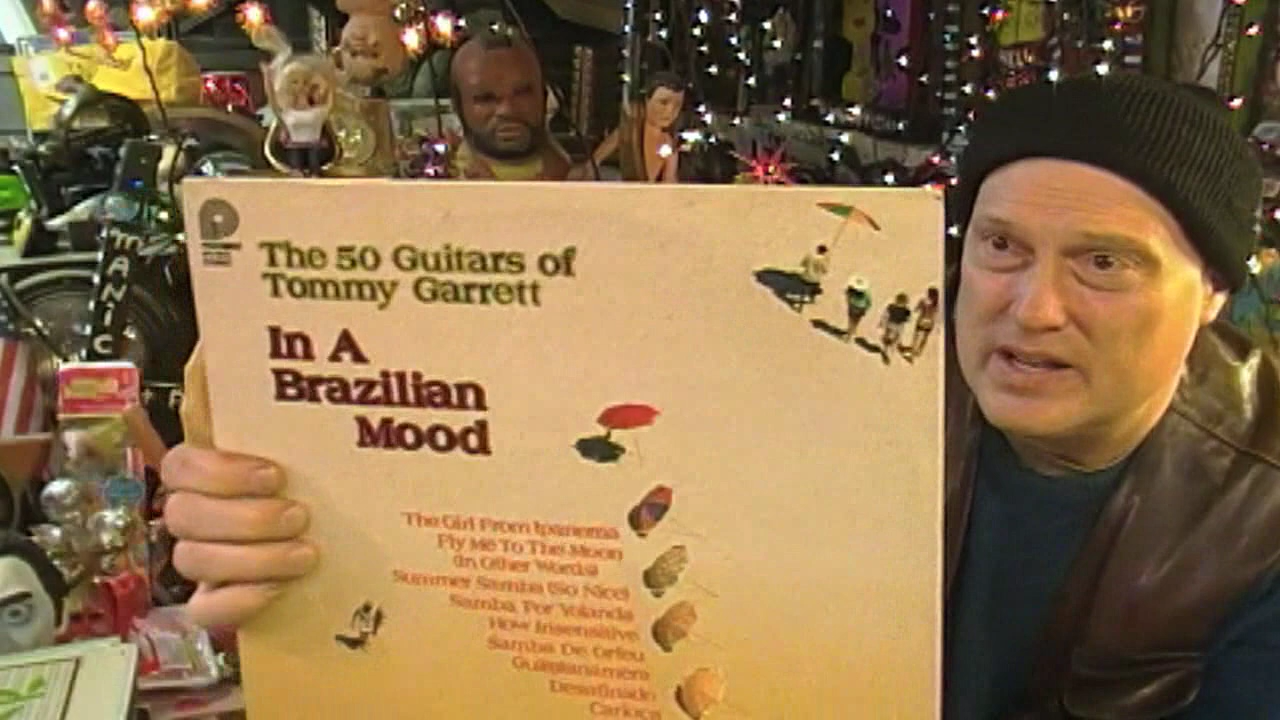 The 50 Guitars of
Tommy Garrett
In A
Brazilian
Mood
The Girl From Ipanema
Fly Me To The Moon
(In Other Words)
Summer Samba (So Nice)
Samba For Yolanda
How Insensitive
Samba De Orfeu
Guantanamera
Desafinado
Carioca
MANIC